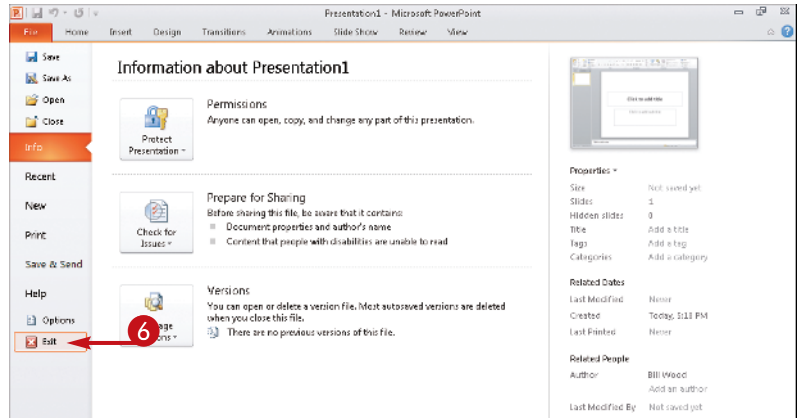 Presentation1 - Microsoft PowerPoint
File Home Insert Design Transitions Animations Slide Show Review View
Save
Save As
Open
Close
Info
Recent
New
Print
Save & Send
Help
Options
Exit
6
Information about Presentation1
Protect
Presentation
Permissions
Anyone can open, copy, and change any part of this presentation.
Check for
Issues
Prepare for Sharing
Before sharing this file, be aware that it contains:
Document properties and author's name
Content that people with disabilities are unable to read
Versions
You can open or delete a version file. Most autosaved versions are deleted
when you close this file.
There are no previous versions of this file.
Click to add title
Properties
Size Not saved yet
Slides 1
Hidden slides 0
Title Add a title
Tags Add a tag
Categories Add a category
Related Dates
Last Modified Never
Created Today, 5:13 PM
Last Printed Never
Related People
Author Bill Wood
Add an author
Last Modified By Not saved yet